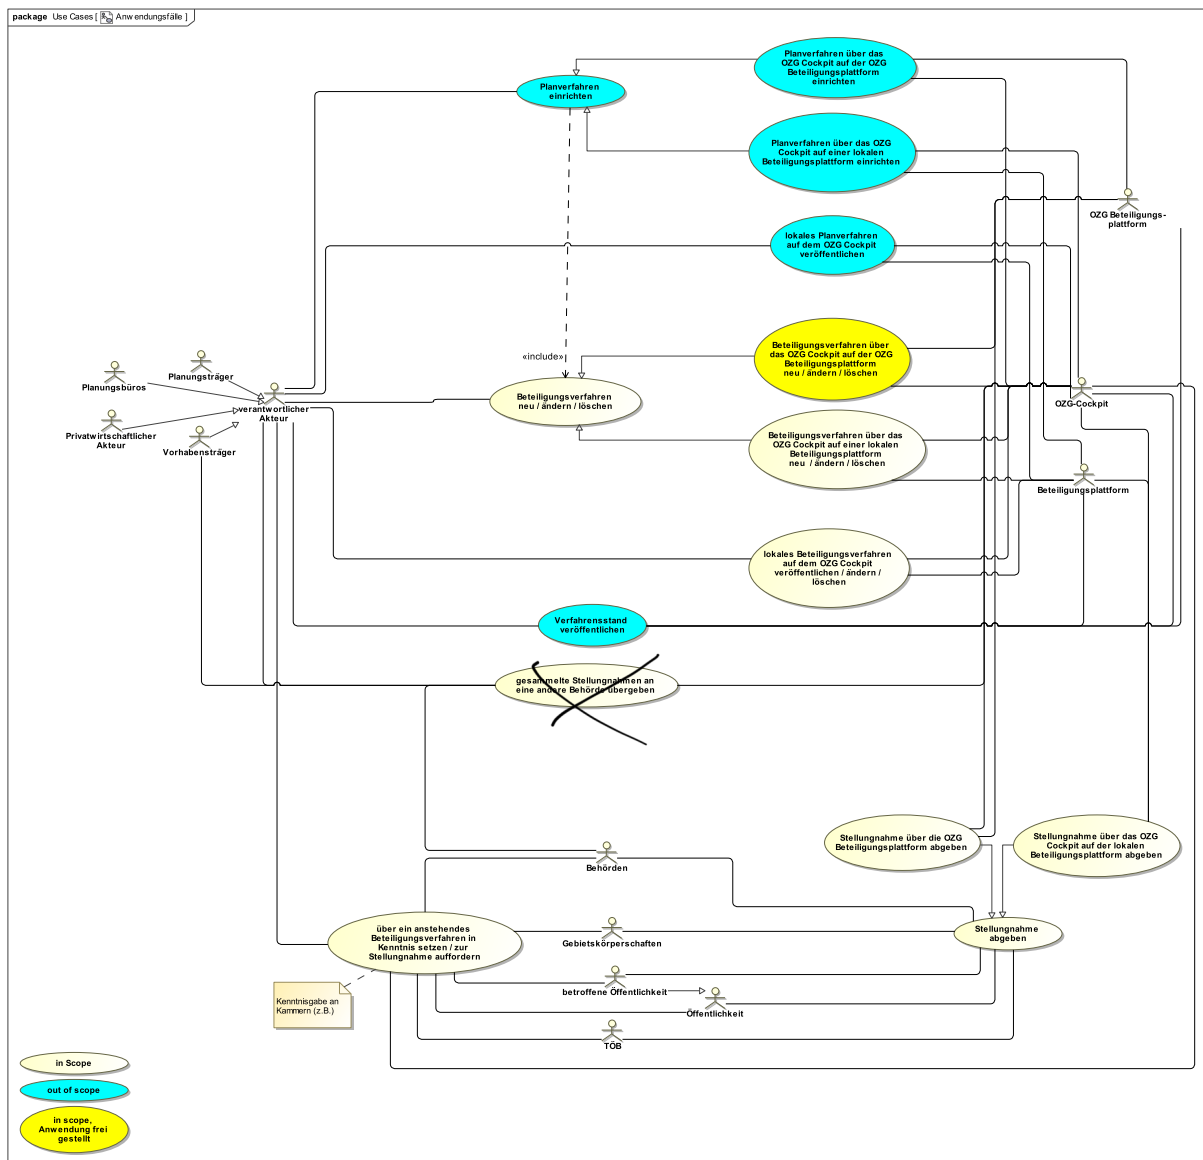 package Use Cases [ Anwendungsfälle ]
Planverfahren über das
OZG Cockpit auf der OZG
Beteiligungsplattform
einrichten
Planverfahren
einrichten
Planverfahren über das OZG
Cockpit auf einer lokalen
Beteiligungsplattform einrichten
OZG Beteiligungs-
plattform
lokales Planverfahren
auf dem OZG Cockpit
veröffentlichen
Beteiligungsverfahren über
das OZG Cockpit auf der OZG
Beteiligungsplattform
neu / ändern / löschen
«include»
Planungsträger
Planungsbüros
verantwortlicher
Akteur
Privatwirtschaftlicher
Akteur
Vorhabensträger
Beteiligungsverfahren
neu / ändern / löschen
OZG-Cockpit
Beteiligungsverfahren über das
OZG Cockpit auf einer lokalen
Beteiligungsplattform
neu / ändern / löschen
Beteiligungsplattform
lokales Beteiligungsverfahren
auf dem OZG Cockpit
veröffentlichen / ändern /
löschen
Verfahrensstand
veröffentlichen
gesammelte Stellungnahmen an
eine andere Behörde übergeben
Stellungnahme über die OZG
Beteiligungsplattform abgeben
Stellungnahme über das OZG
Cockpit auf der lokalen
Beteiligungsplattform abgeben
Behörden
über ein anstehendes
Beteiligungsverfahren in
Kenntnis setzen / zur
Stellungnahme auffordern
Gebietskörperschaften
Stellungnahme
abgeben
betroffene Öffentlichkeit
Öffentlichkeit
Kenntnisgabe an
Kammern (z.B.)
TÖB
in Scope
out of scope
in scope,
Anwendung frei
gestellt